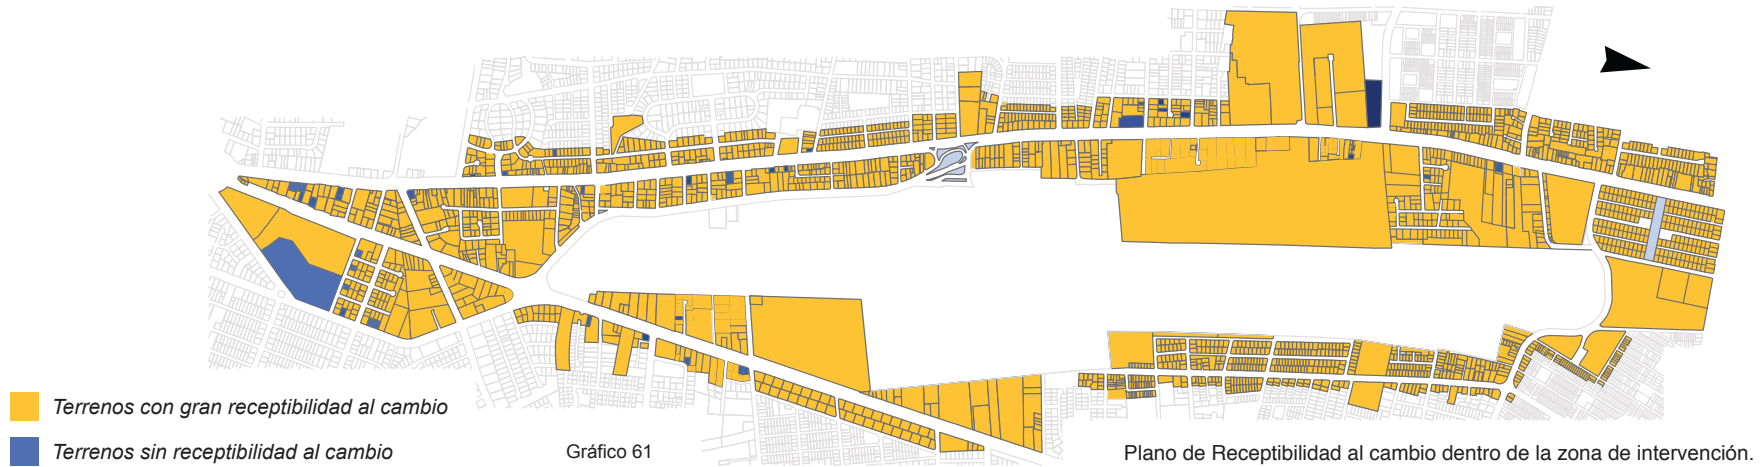 Terrenos con gran receptibilidad al cambio
Terrenos sin receptibilidad al cambio
Gráfico 61
Plano de Receptibilidad al cambio dentro de la zona de intervención.